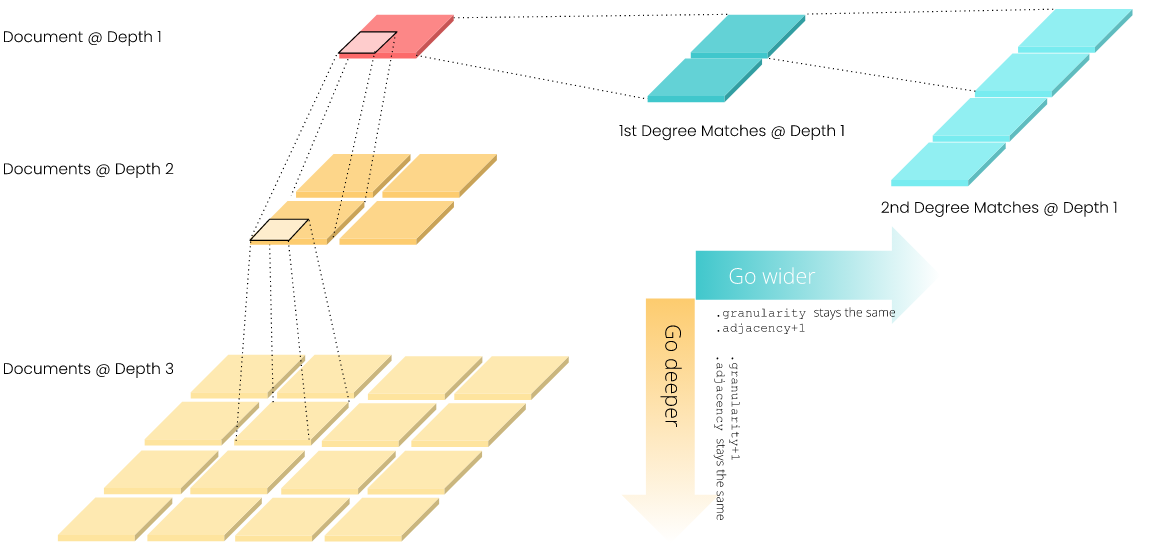 Document @ Depth 1
1st Degree Matches @ Depth 1
Documents @ Depth 2
2nd Degree Matches @ Depth 1
Go wider
.granularity stays the same
.adjacency+1
Go deeper
.granularity+1
.adjacency stays the same
Documents @ Depth 3